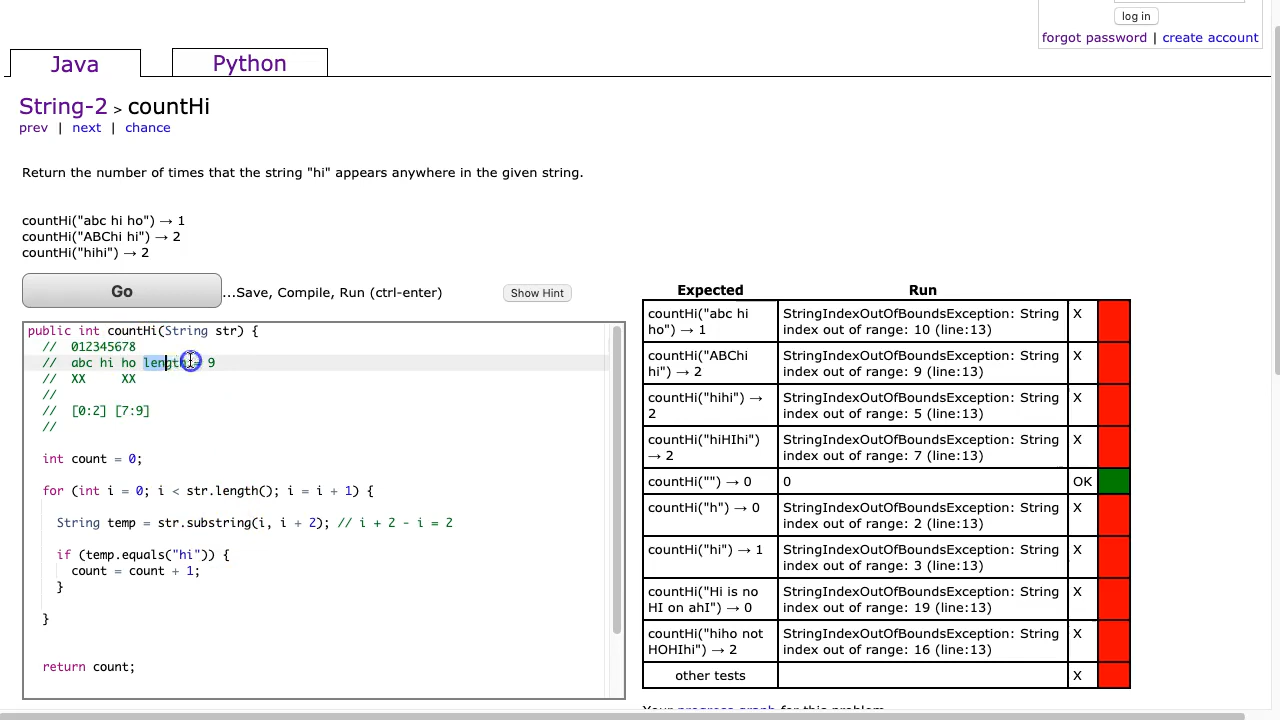 log in
forgot password | create account
Java
Python
String-2 > countHi
prev | next | chance
Return the number of times that the string "hi" appears anywhere in the given string.
countHi("abc hi ho") → 1
countHi("ABChi hi") → 2
countHi("hihi") → 2
Go
...Save, Compile, Run (ctrl-enter)
Show Hint
public int countHi(String str) {
// 012345678
// abc hi ho length= 9
// XX XX
//
// [0:2] [7:9]
//
int count = 0;
for (int i = 0; i < str.length(); i = i + 1) {
String temp = str.substring(i, i + 2); // i + 2 - i = 2
if (temp.equals("hi")) {
count = count + 1;
}
}
return count;
Expected Run
countHi("abc hi StringIndexOutOfBoundsException: String X
ho") → 1 index out of range: 10 (line:13)
countHi("ABChi StringIndexOutOfBoundsException: String X
hi") → 2 index out of range: 9 (line:13)
countHi("hihi") → StringIndexOutOfBoundsException: String X
2 index out of range: 5 (line:13)
countHi("hiHIhi") StringIndexOutOfBoundsException: String X
→ 2 index out of range: 7 (line:13)
countHi("") → 0 0 OK
countHi("h") → 0 StringIndexOutOfBoundsException: String X
index out of range: 2 (line:13)
countHi("hi") → 1 StringIndexOutOfBoundsException: String X
index out of range: 3 (line:13)
countHi("Hi is no StringIndexOutOfBoundsException: String X
HI on ahI") → 0 index out of range: 19 (line:13)
countHi("hiho not StringIndexOutOfBoundsException: String X
HOHIhi") → 2 index out of range: 16 (line:13)
other tests X
Your progress graph for this problem